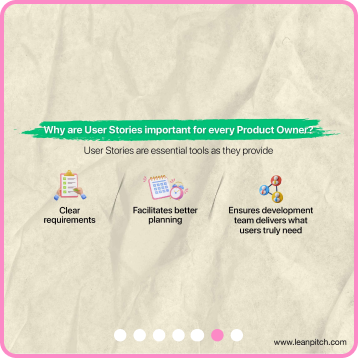 Why are User Stories important for every Product Owner?
User Stories are essential tools as they provide
Clear
requirements
Facilitates better
planning
Ensures development
team delivers what
users truly need
www.leanpitch.com